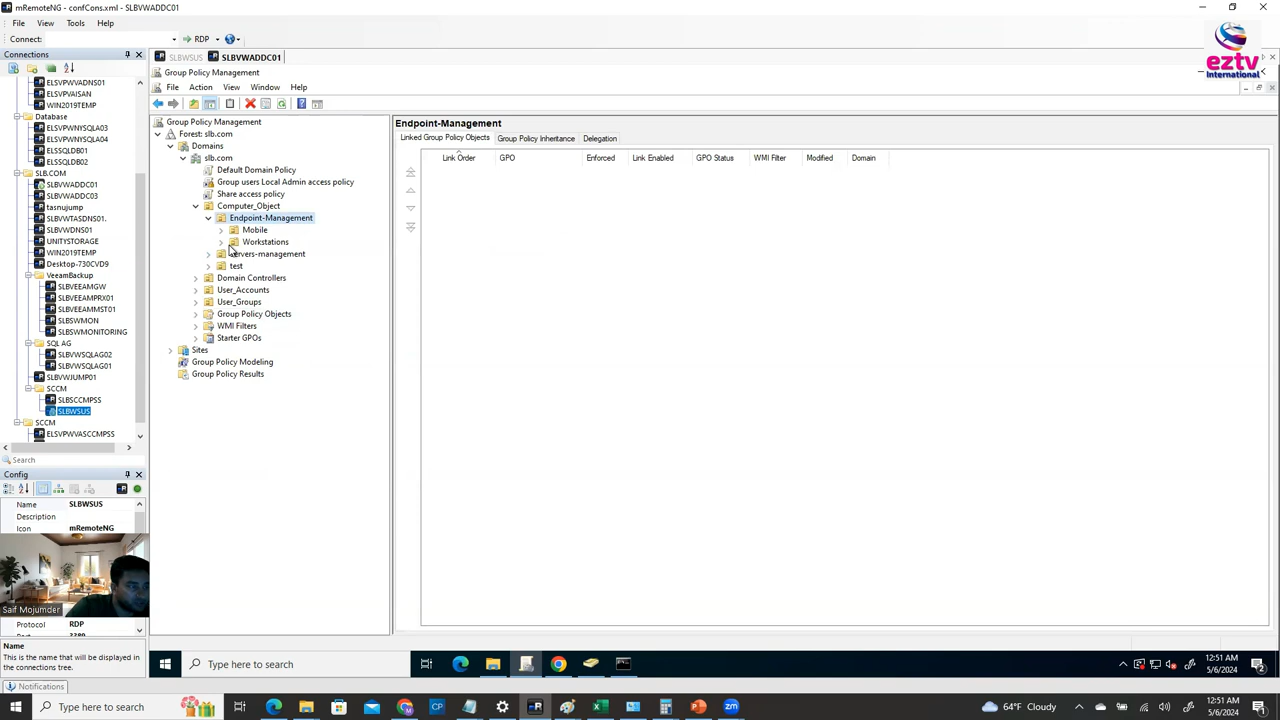 mRemoteNG - confCons.xml - SLBVWADDC01
File View Tools Help
Connect: RDP
eztv
International
Connections
SLBWSUS SLBVWADDC01
Group Policy Management
File Action View Window Help
ELSVPWVADNS01
ELSVPVAISAN
WIN2019TEMP
Database
ELSVPWNYSQLA03
ELSVPWNYSQLA04
ELSSQLDB01
ELSSQLDB02
SLB.COM
SLBVWADDC01
SLBVWADDC03
tasnujump
SLBVWTASDNS01.
SLBVWDNS01
UNITYSTORAGE
WIN2019TEMP
Desktop-730CVD9
VeeamBackup
SLBVEEAMGW
SLBVEEAMPRX01
SLBVEEAMMST01
SLBSWMON
SLBSWMONITORING
SQL AG
SLBVWSQLAG02
SLBVWSQLAG01
SLBVWJUMP01
SCCM
SLBSCCMPSS
SLBWSUS
SCCM
ELSVPWVASCCMPSS
Search
Config
Name SLBWSUS
Description
Icon mRemoteNG
Saif Mojumder
Protocol RDP
3389
Name
This is the name that will be displayed in
the connections tree.
Notifications
Group Policy Management
Forest: slb.com
Domains
slb.com
Default Domain Policy
Group users Local Admin access policy
Share access policy
Computer_Object
Endpoint-Management
Mobile
Workstations
servers-management
test
Domain Controllers
User_Accounts
User_Groups
Group Policy Objects
WMI Filters
Starter GPOs
Sites
Group Policy Modeling
Group Policy Results
Endpoint-Management
Linked Group Policy Objects Group Policy Inheritance Delegation
Link Order GPO Enforced Link Enabled GPO Status WMI Filter Modified Domain
Type here to search
12:51 AM
5/6/2024
Type here to search
64°F Cloudy
12:51 AM
5/6/2024